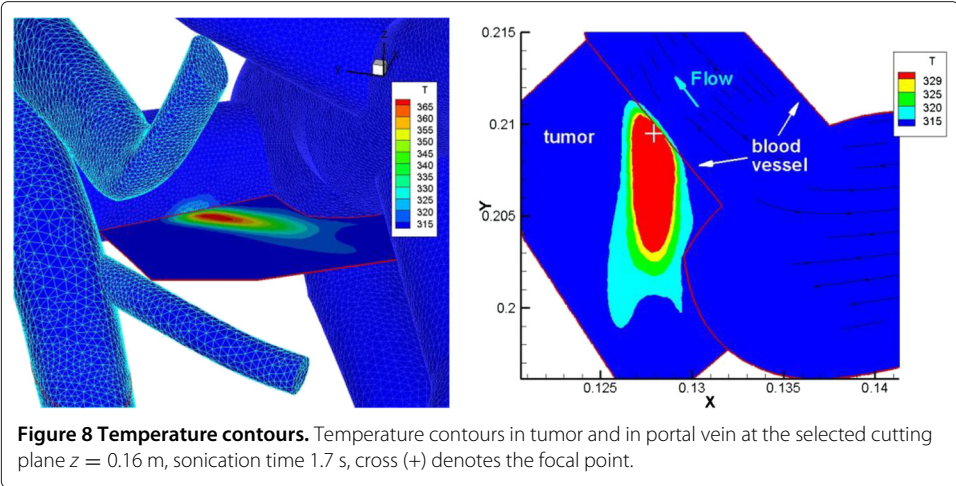 Z
Y
T
365
360
355
350
345
340
335
330
325
320
315
0.215
0.21
0.205
0.2
Y
tumor
Flow
blood
vessel
T
329
325
320
315
0.125
0.13
0.135
0.14
X
Figure 8 Temperature contours. Temperature contours in tumor and in portal vein at the selected cutting
plane z = 0.16 m, sonication time 1.7 s, cross (+) denotes the focal point.